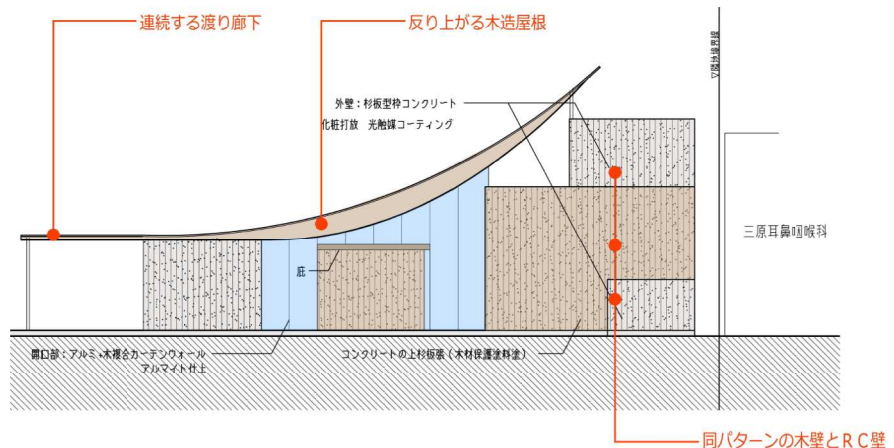 連続する渡り廊下
反り上がる木造屋根
▽隣地境界線
外壁：杉板型枠コンクリート
化粧打放　光触媒コーティング
三原耳鼻咽喉科
庇
開口部：アルミ+木複合カーテンウォール
アルマイト仕上
コンクリートの上杉板張（木材保護塗料塗）
同パターンの木壁とＲＣ壁